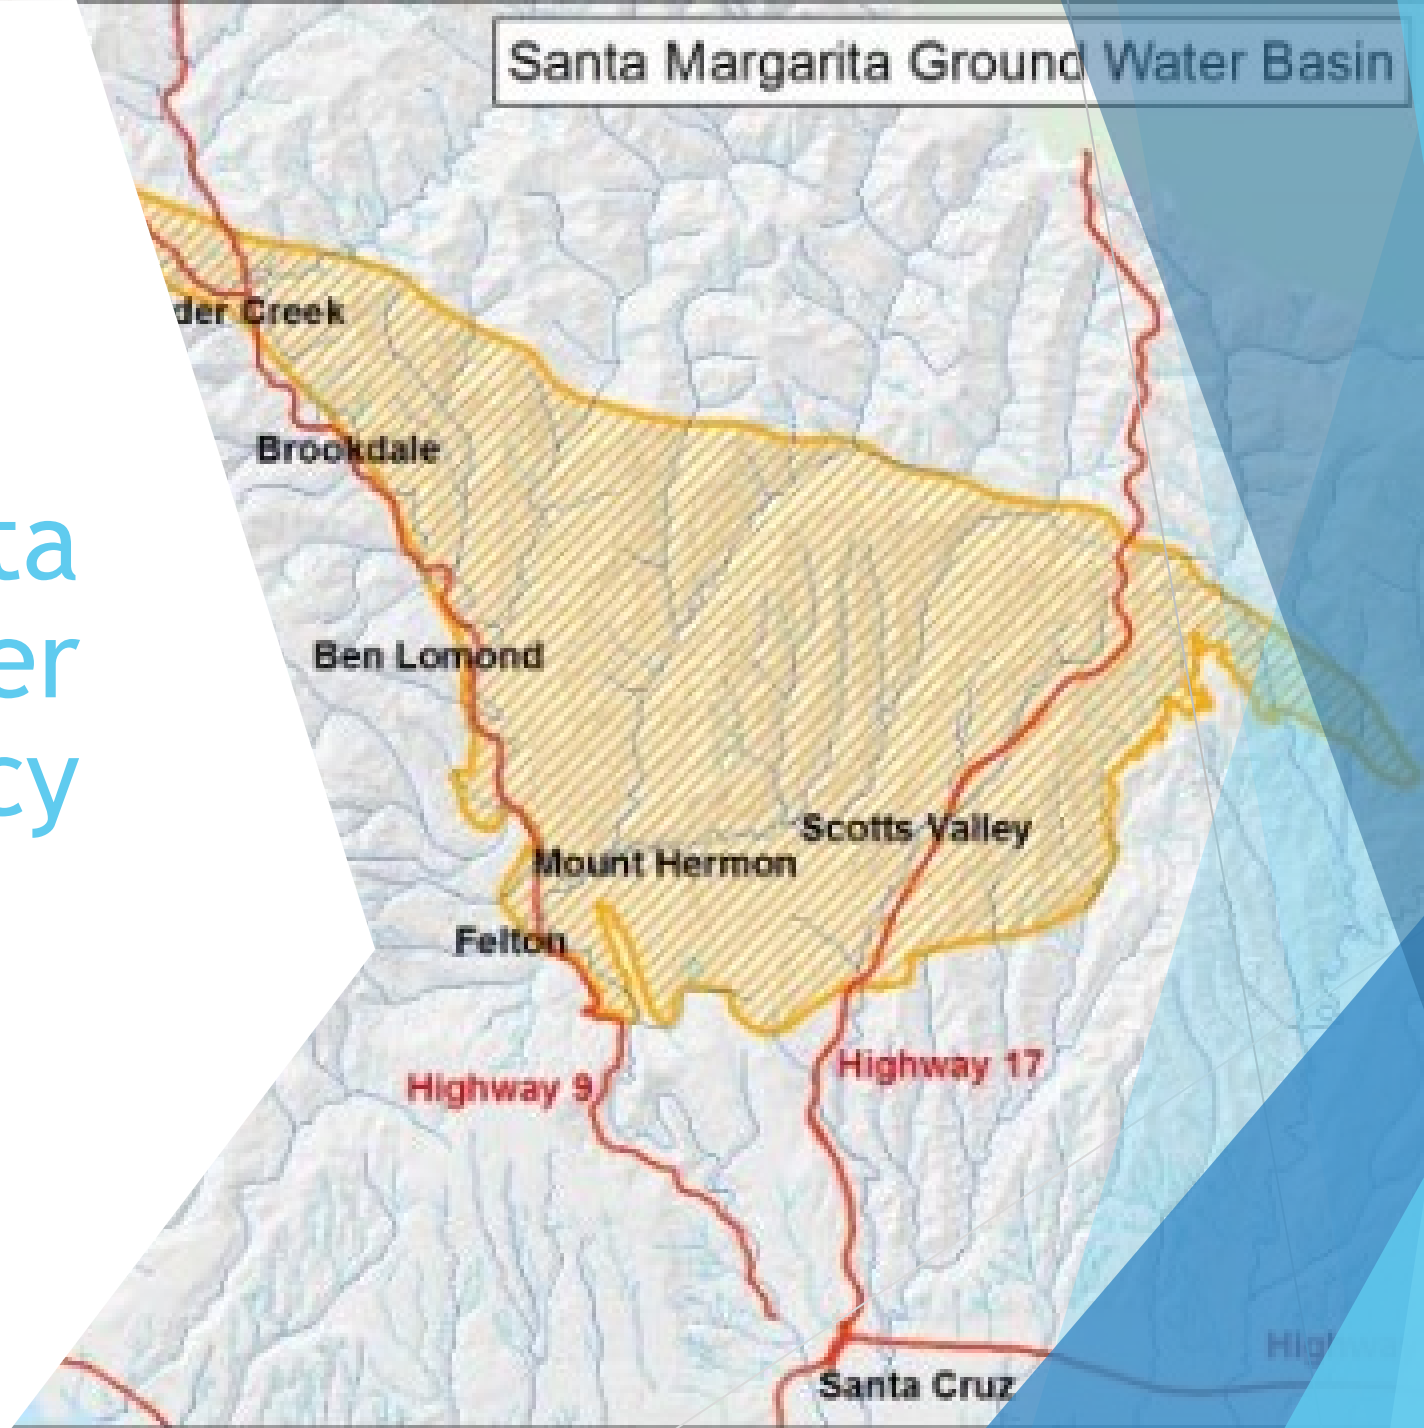 Santa Margarita Ground Water Basin
der Creek
Brookdale
ta
er
Ben Lomond
cy
Scotts Valley
Mount Hermon
Felton
Highway 17
Highway 9
Santa Cruz